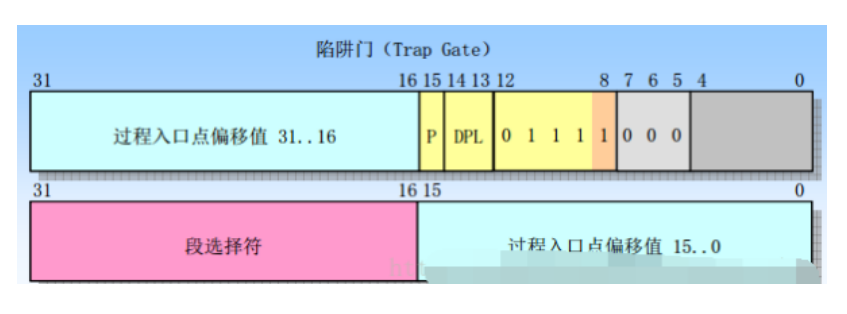 陷阱门（Trap Gate）
31 16 15 14 13 12 8 7 6 5 4 0
过程入口点偏移值 31..16 P DPL 0 1 1 1 1 0 0 0
31 16 15 0
段选择符 过程入口点偏移值 15..0